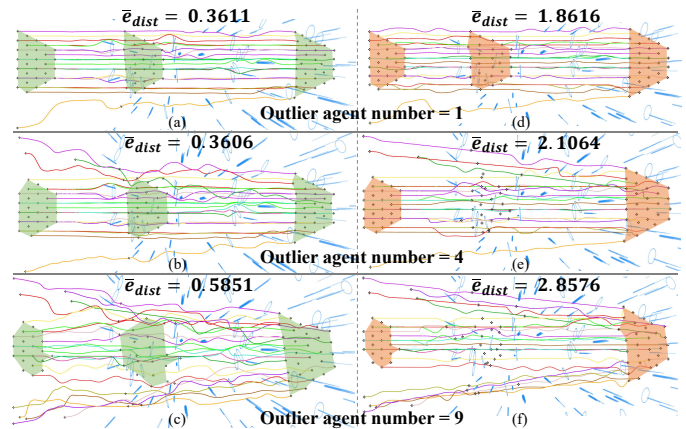 ē_dist = 0.3611
ē_dist = 1.8616
(a)
Outlier agent number = 1
(d)
ē_dist = 0.3606
ē_dist = 2.1064
(b)
Outlier agent number = 4
(e)
ē_dist = 0.5851
ē_dist = 2.8576
(c)
Outlier agent number = 9
(f)